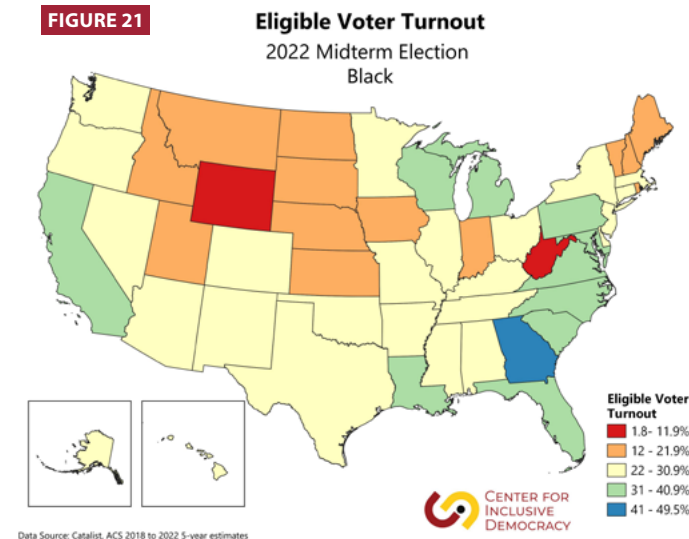 FIGURE 21
Eligible Voter Turnout
2022 Midterm Election
Black
Eligible Voter
Turnout
1.8- 11.9%
12 - 21.9%
22 - 30.9%
31 - 40.9%
41 - 49.5%
CENTER FOR
INCLUSIVE
DEMOCRACY
Data Source: Catalist, ACS 2018 to 2022 5-year estimates